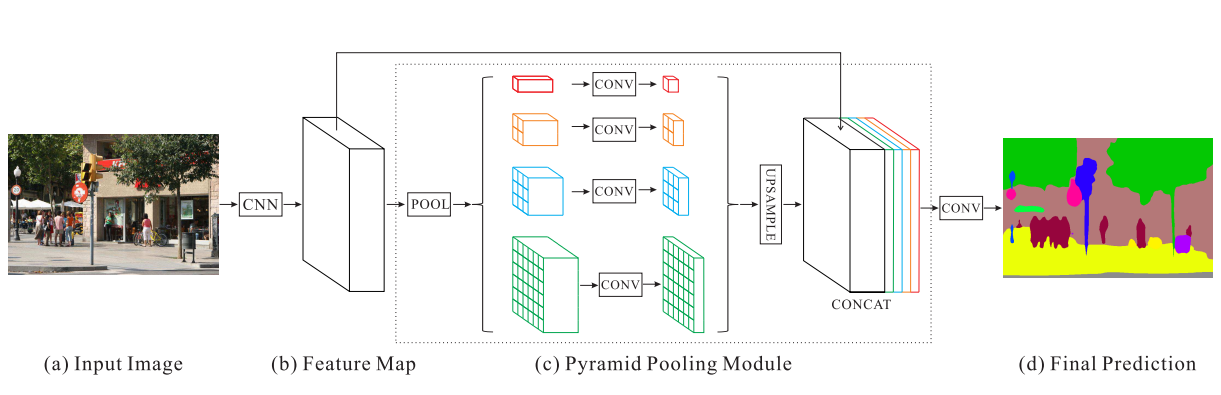 CNN
POOL
CONV
CONV
CONV
CONV
UPSAMPLE
CONCAT
CONV
(a) Input Image
(b) Feature Map
(c) Pyramid Pooling Module
(d) Final Prediction